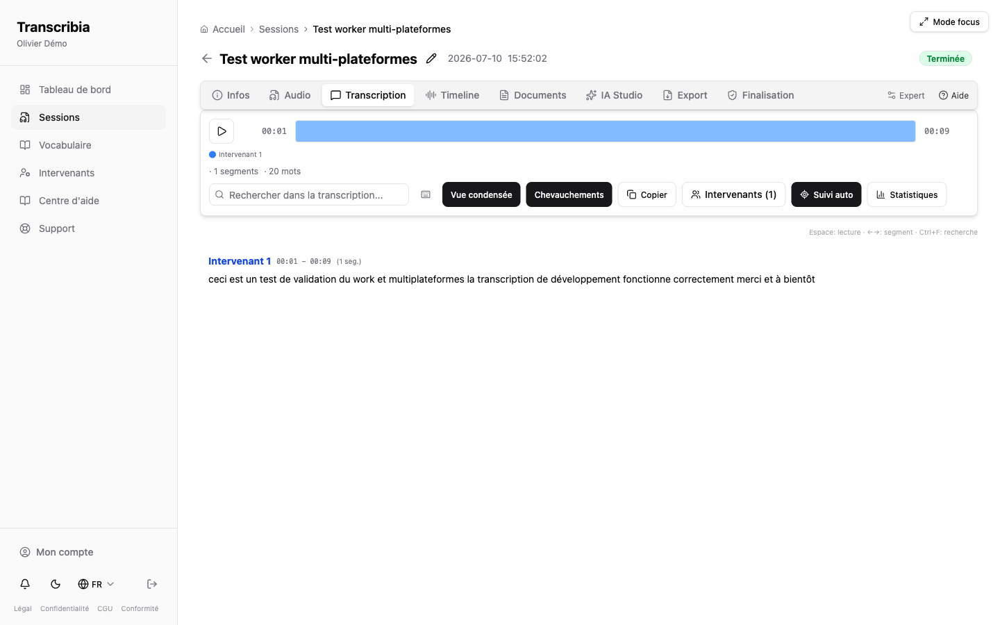 Transcribia
Olivier Démo
Tableau de bord
Sessions
Vocabulaire
Intervenants
Centre d'aide
Support
Mon compte
FR
Légal Confidentialité CGU Conformité
Accueil Sessions Test worker multi-plateformes
Mode focus
Test worker multi-plateformes 2026-07-10 15:52:02
Terminée
Infos Audio Transcription Timeline Documents IA Studio Export Finalisation Expert Aide
00:01 00:09
Intervenant 1
· 1 segments · 20 mots
Rechercher dans la transcription... Vue condensée Chevauchements Copier Intervenants (1) Suivi auto Statistiques
Espace: lecture · ←→: segment · Ctrl+F: recherche
Intervenant 1 00:01 – 00:09 (1 seg.)
ceci est un test de validation du work et multiplateformes la transcription de développement fonctionne correctement merci et à bientôt